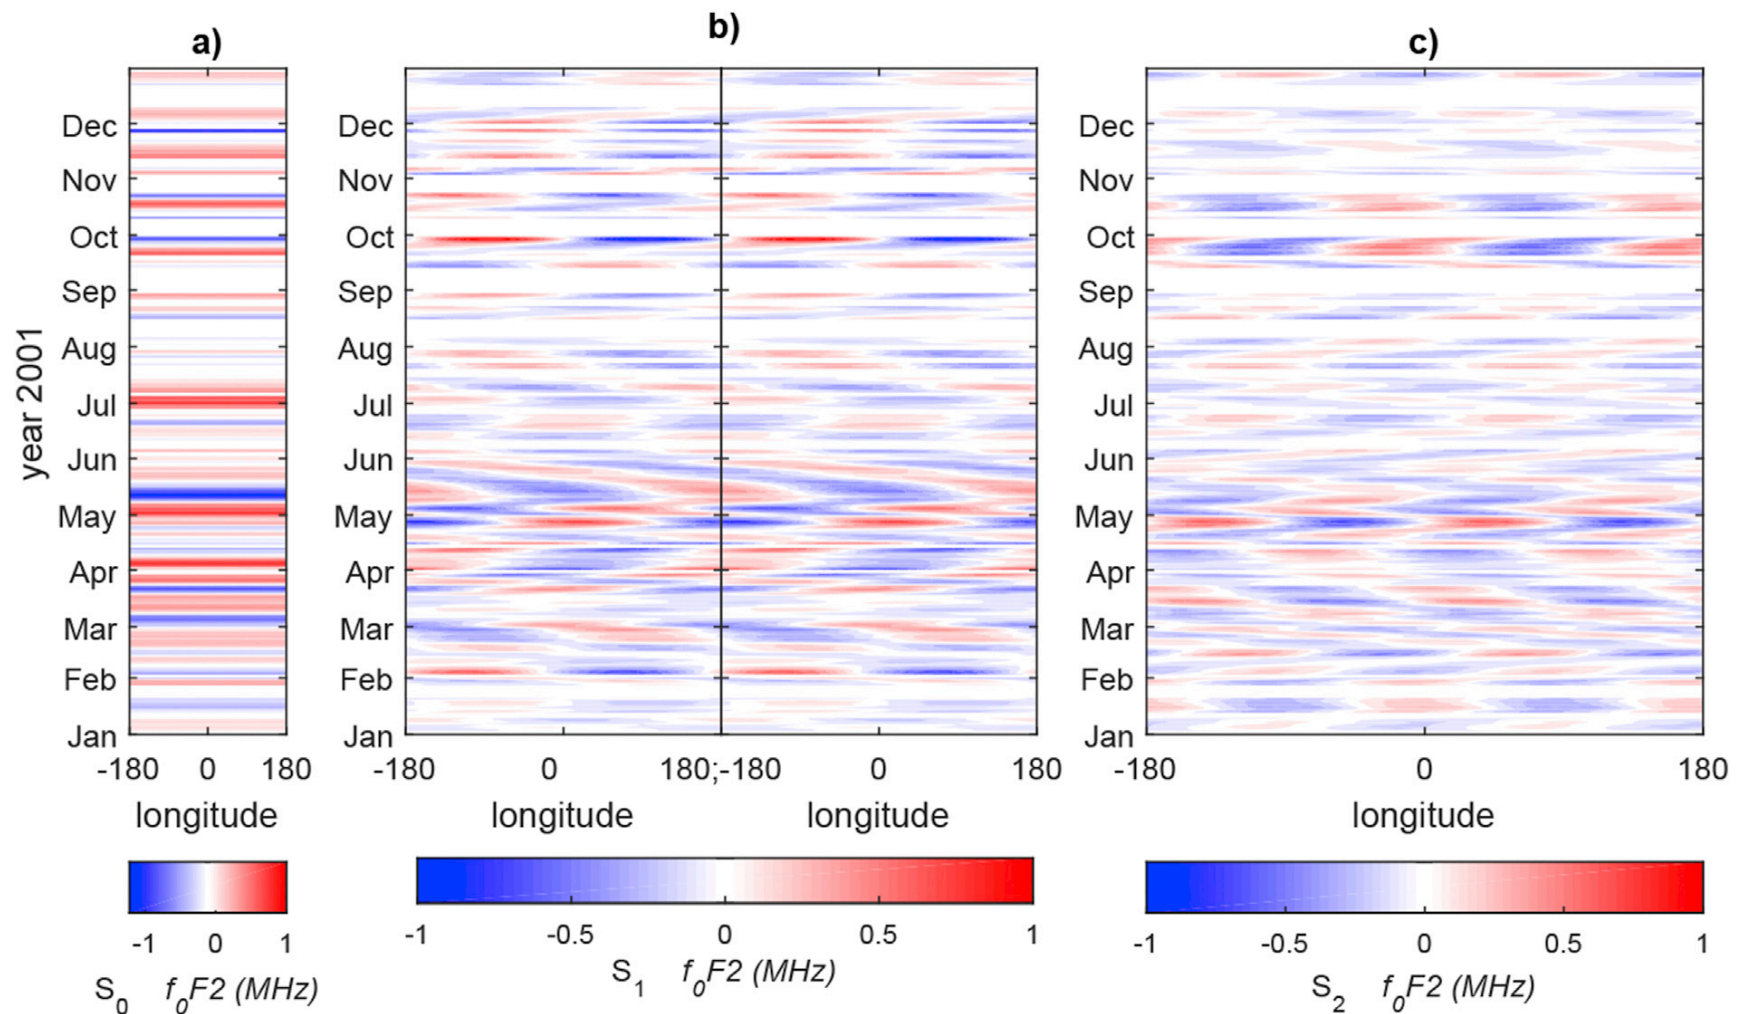 a)
b)
c)
year 2001
Dec
Nov
Oct
Sep
Aug
Jul
Jun
May
Apr
Mar
Feb
Jan
-180 0 180
longitude
-1 0 1
S0 f0F2 (MHz)
Dec
Nov
Oct
Sep
Aug
Jul
Jun
May
Apr
Mar
Feb
Jan
-180 0 180;-180 0 180
longitude longitude
-1 -0.5 0 0.5 1
S1 f0F2 (MHz)
Dec
Nov
Oct
Sep
Aug
Jul
Jun
May
Apr
Mar
Feb
Jan
-180 0 180
longitude
-1 -0.5 0 0.5 1
S2 f0F2 (MHz)